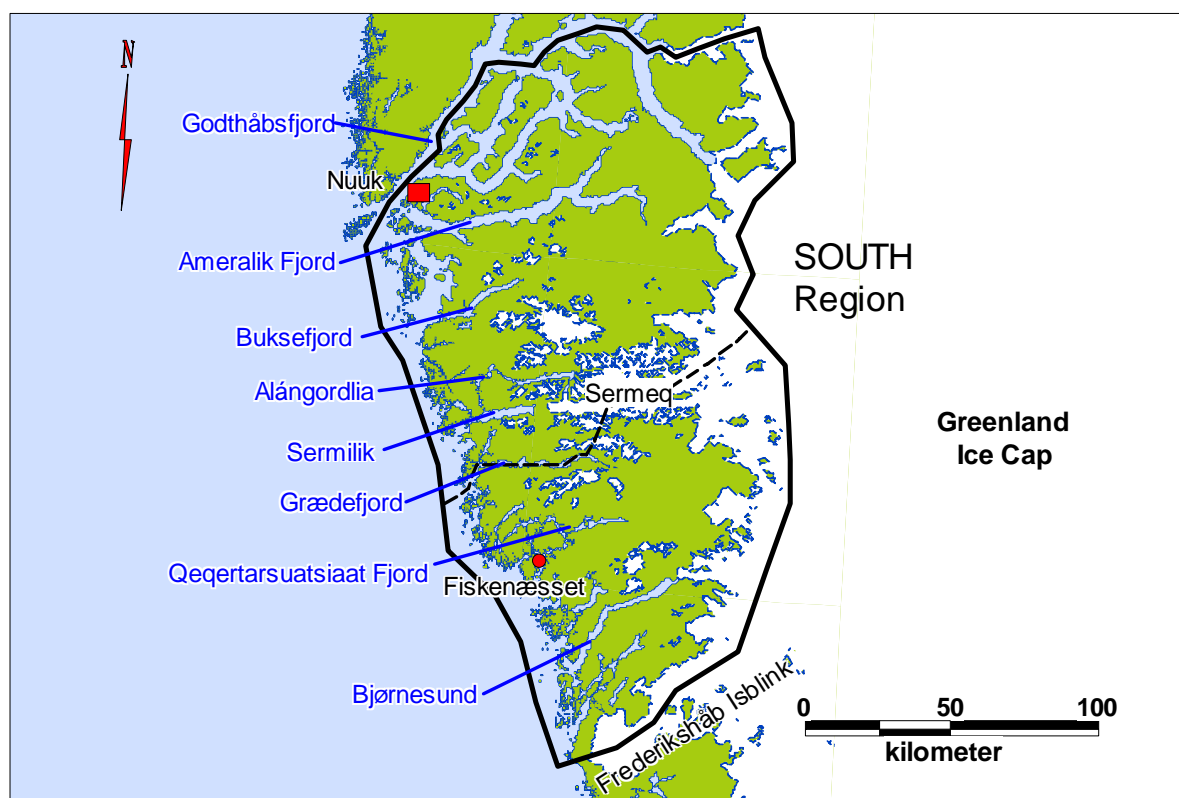 N
Godthåbsfjord
Nuuk
Ameralik Fjord
SOUTH
Region
Buksefjord
Alángordlia
Sermeq
Sermilik
Greenland
Ice Cap
Grædefjord
Qeqertarsuatsiaat Fjord
Fiskenæsset
Bjørnesund
Frederikshåb Isblink
0 50 100
kilometer